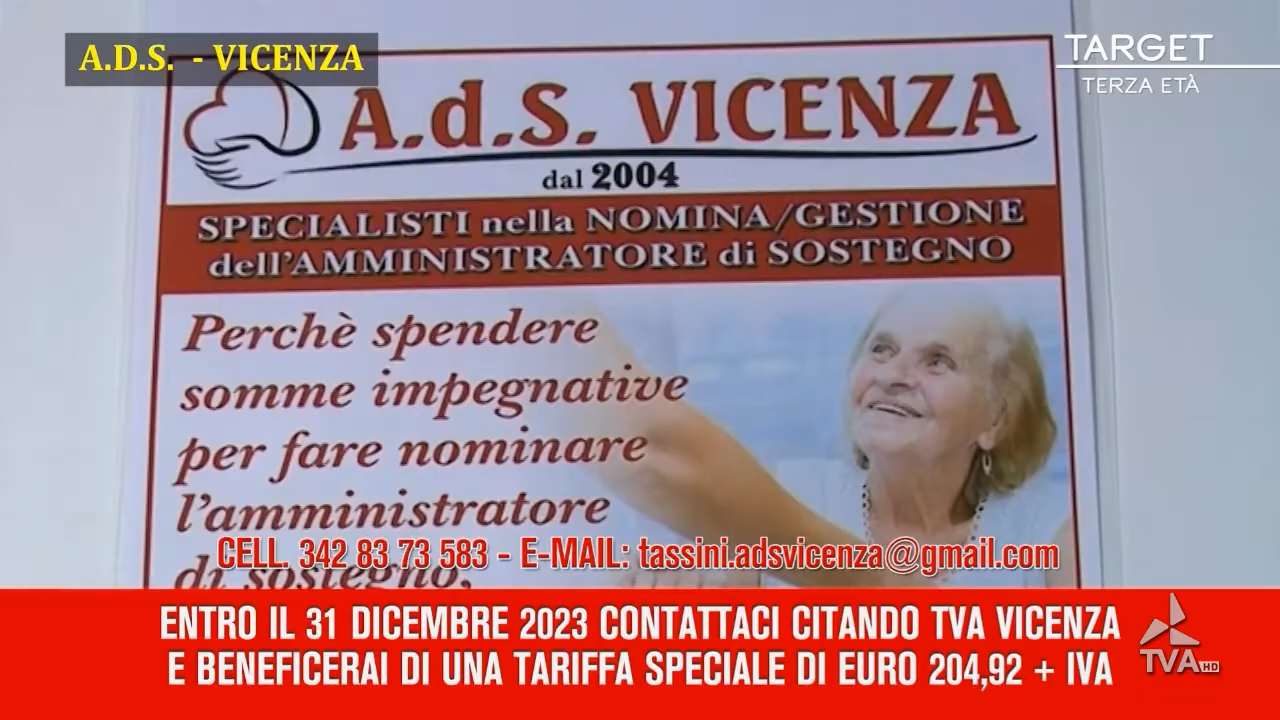 A.D.S. - VICENZA
TARGET
TERZA ETÀ
A.d.S. VICENZA
dal 2004
SPECIALISTI nella NOMINA/GESTIONE
dell'AMMINISTRATORE di SOSTEGNO
Perchè spendere
somme impegnative
per fare nominare
l'amministratore
di sostegno,
CELL. 342 83 73 583 - E-MAIL: tassini.adsvicenza@gmail.com
ENTRO IL 31 DICEMBRE 2023 CONTATTACI CITANDO TVA VICENZA
E BENEFICERAI DI UNA TARIFFA SPECIALE DI EURO 204,92 + IVA
TVA HD